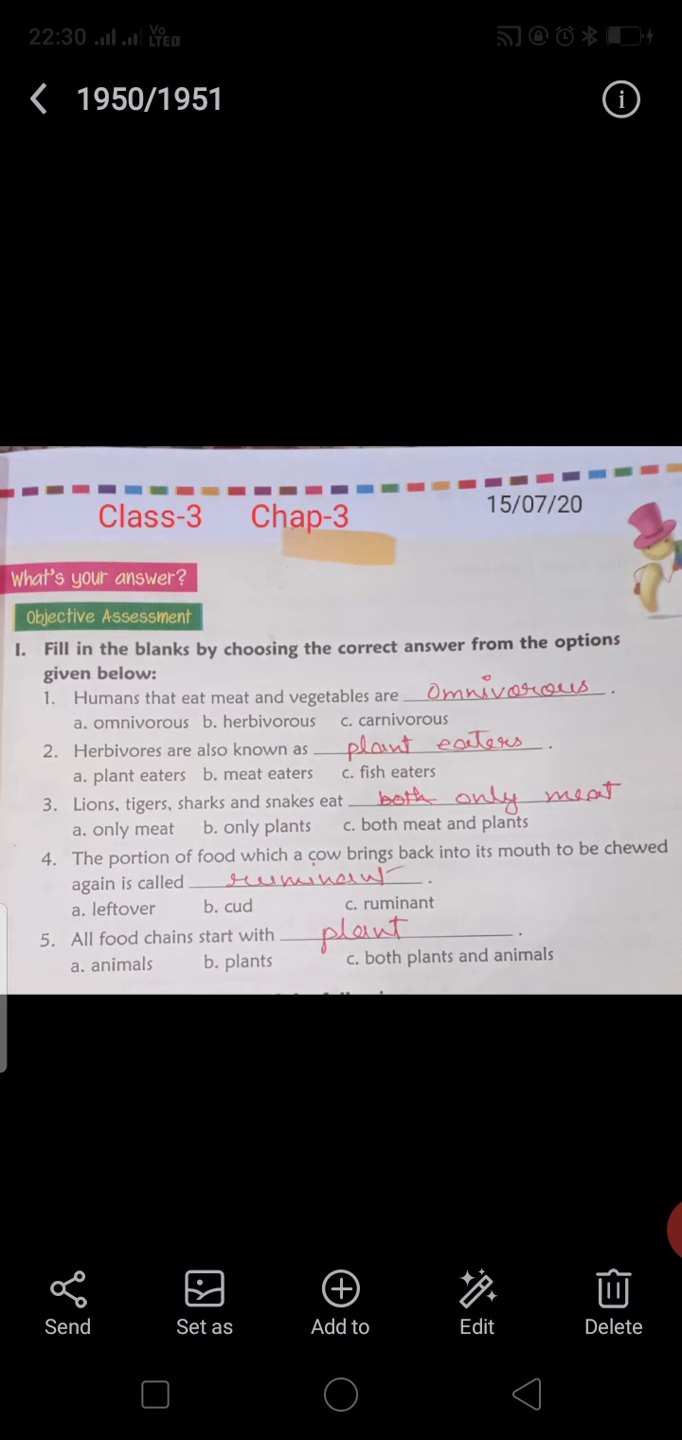 22:30 Vo LTE
1950/1951
Class-3 Chap-3 15/07/20
What's your answer?
Objective Assessment
I. Fill in the blanks by choosing the correct answer from the options
given below:
1. Humans that eat meat and vegetables are omnivorous .
a. omnivorous b. herbivorous c. carnivorous
2. Herbivores are also known as plant eaters .
a. plant eaters b. meat eaters c. fish eaters
3. Lions, tigers, sharks and snakes eat both only meat
a. only meat b. only plants c. both meat and plants
4. The portion of food which a cow brings back into its mouth to be chewed
again is called ruminant .
a. leftover b. cud c. ruminant
5. All food chains start with plant .
a. animals b. plants c. both plants and animals
Send Set as Add to Edit Delete